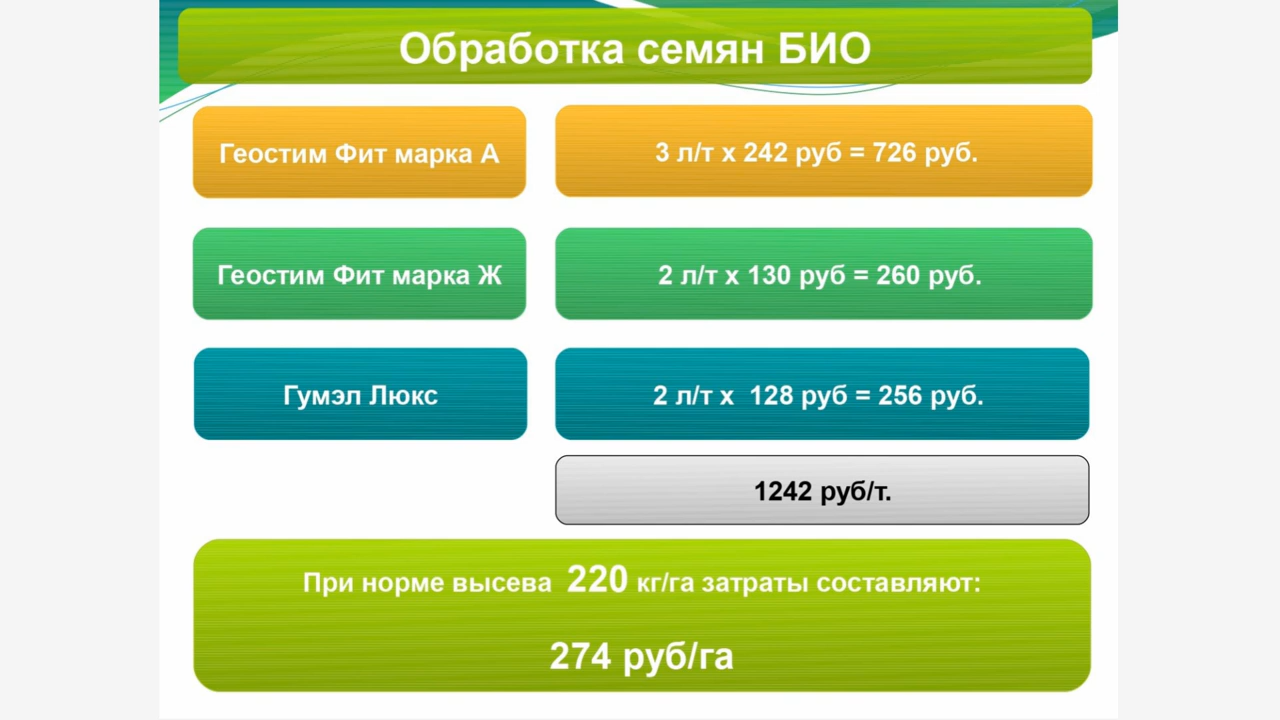 Обработка семян БИО
Геостим Фит марка А
3 л/т х 242 руб = 726 руб.
Геостим Фит марка Ж
2 л/т х 130 руб = 260 руб.
Гумэл Люкс
2 л/т х 128 руб = 256 руб.
1242 руб/т.
При норме высева 220 кг/га затраты составляют:
274 руб/га